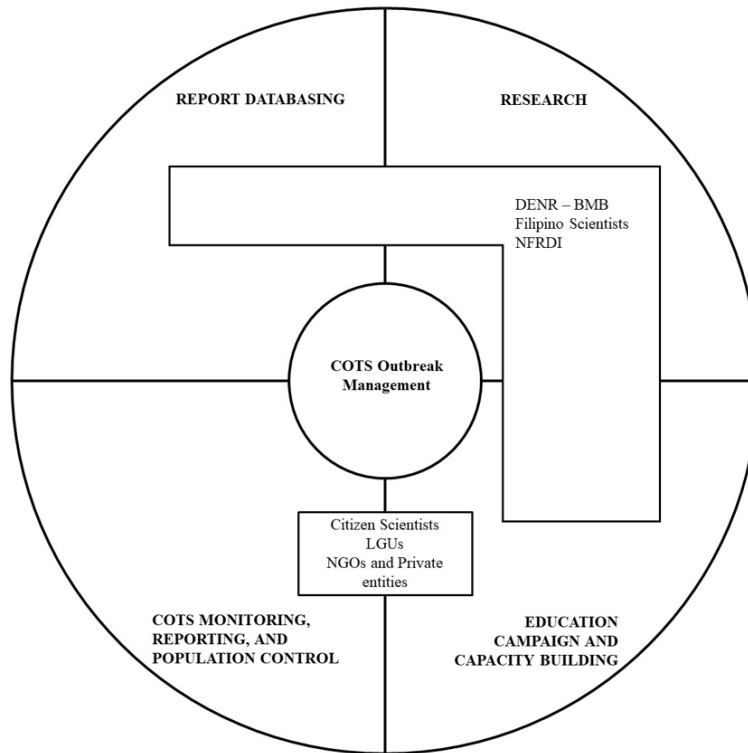 REPORT DATABASING
RESEARCH
DENR – BMB
Filipino Scientists
NFRDI
COTS Outbreak
Management
Citizen Scientists
LGUs
NGOs and Private
entities
COTS MONITORING,
REPORTING, AND
POPULATION CONTROL
EDUCATION
CAMPAIGN AND
CAPACITY BUILDING